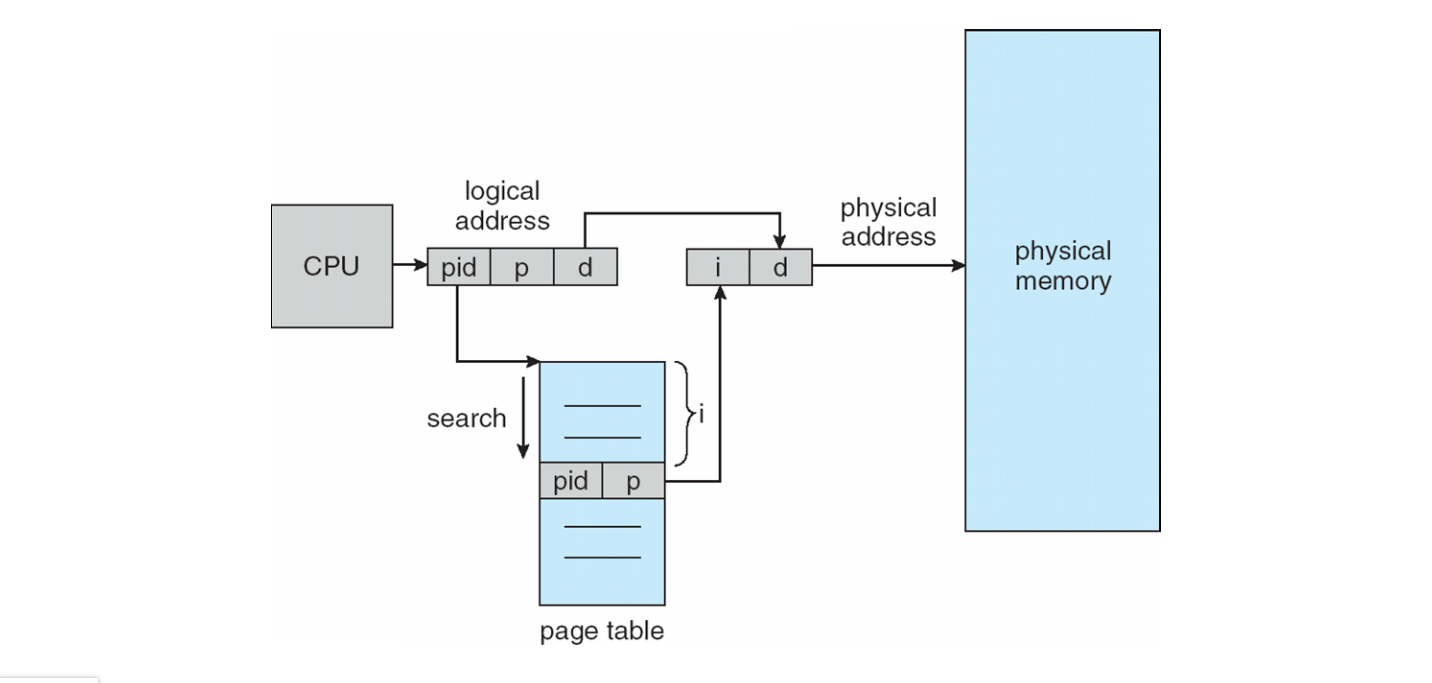 logical
address
physical
address
CPU
pid
p
d
i
d
physical
memory
search
i
pid
p
page table